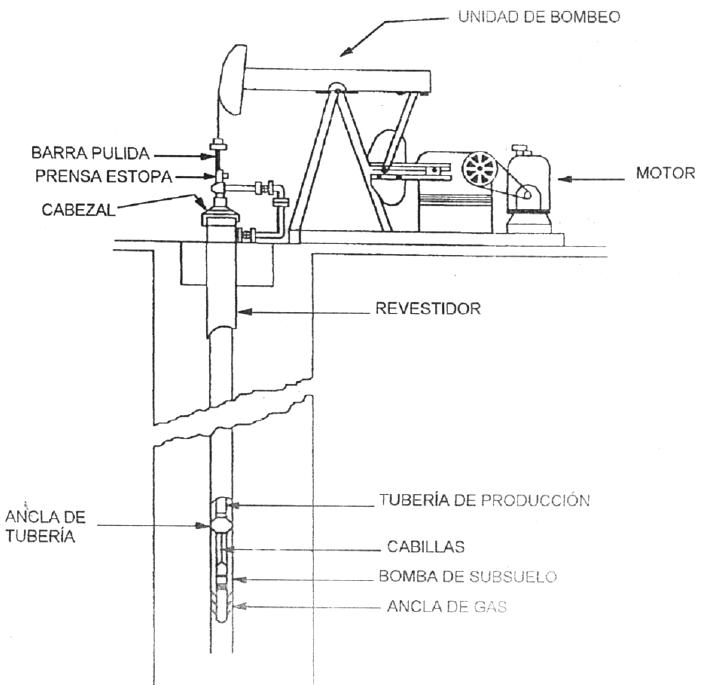 UNIDAD DE BOMBEO
BARRA PULIDA
PRENSA ESTOPA
CABEZAL
MOTOR
REVESTIDOR
TUBERÍA DE PRODUCCIÓN
ANCLA DE
TUBERÍA
CABILLAS
BOMBA DE SUBSUELO
ANCLA DE GAS